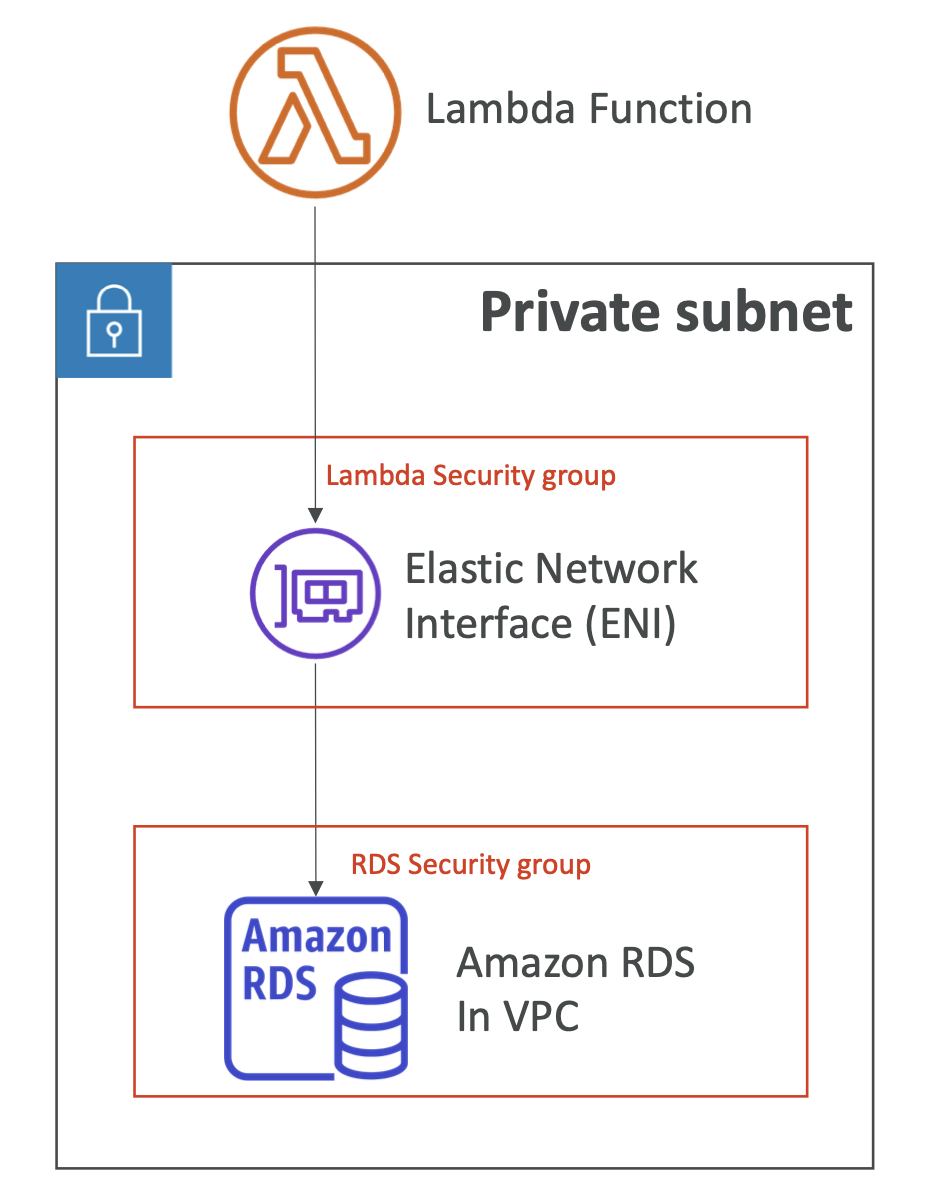 Lambda Function
Private subnet
Lambda Security group
Elastic Network
Interface (ENI)
RDS Security group
Amazon
RDS
Amazon RDS
In VPC